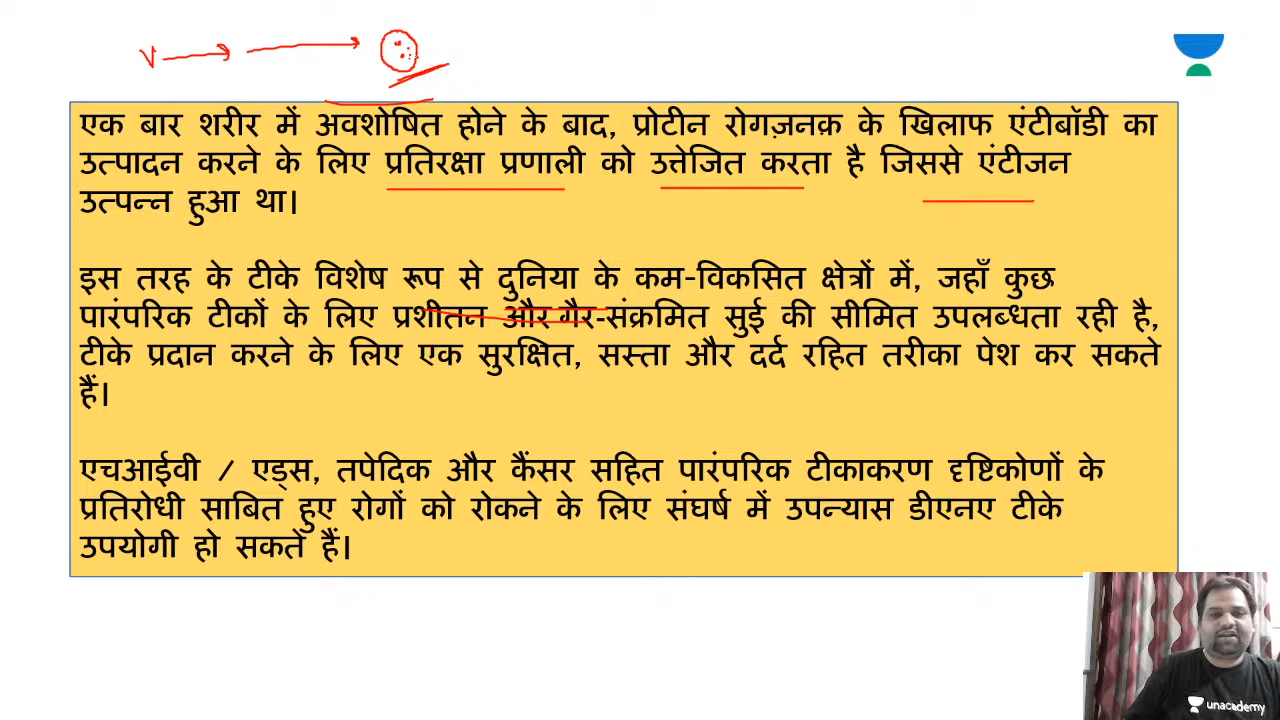 V
एक बार शरीर में अवशोषित होने के बाद, प्रोटीन रोगज़नक़ के खिलाफ एंटीबॉडी का
उत्पादन करने के लिए प्रतिरक्षा प्रणाली को उत्तेजित करता है जिससे एंटीजन
उत्पन्न हुआ था।
इस तरह के टीके विशेष रूप से दुनिया के कम-विकसित क्षेत्रों में, जहाँ कुछ
पारंपरिक टीकों के लिए प्रशीतन और गैर-संक्रमित सुई की सीमित उपलब्धता रही है,
टीके प्रदान करने के लिए एक सुरक्षित, सस्ता और दर्द रहित तरीका पेश कर सकते
हैं।
एचआईवी / एड्स, तपेदिक और कैंसर सहित पारंपरिक टीकाकरण दृष्टिकोणों के
प्रतिरोधी साबित हुए रोगों को रोकने के लिए संघर्ष में उपन्यास डीएनए टीके
उपयोगी हो सकते हैं।
unacademy